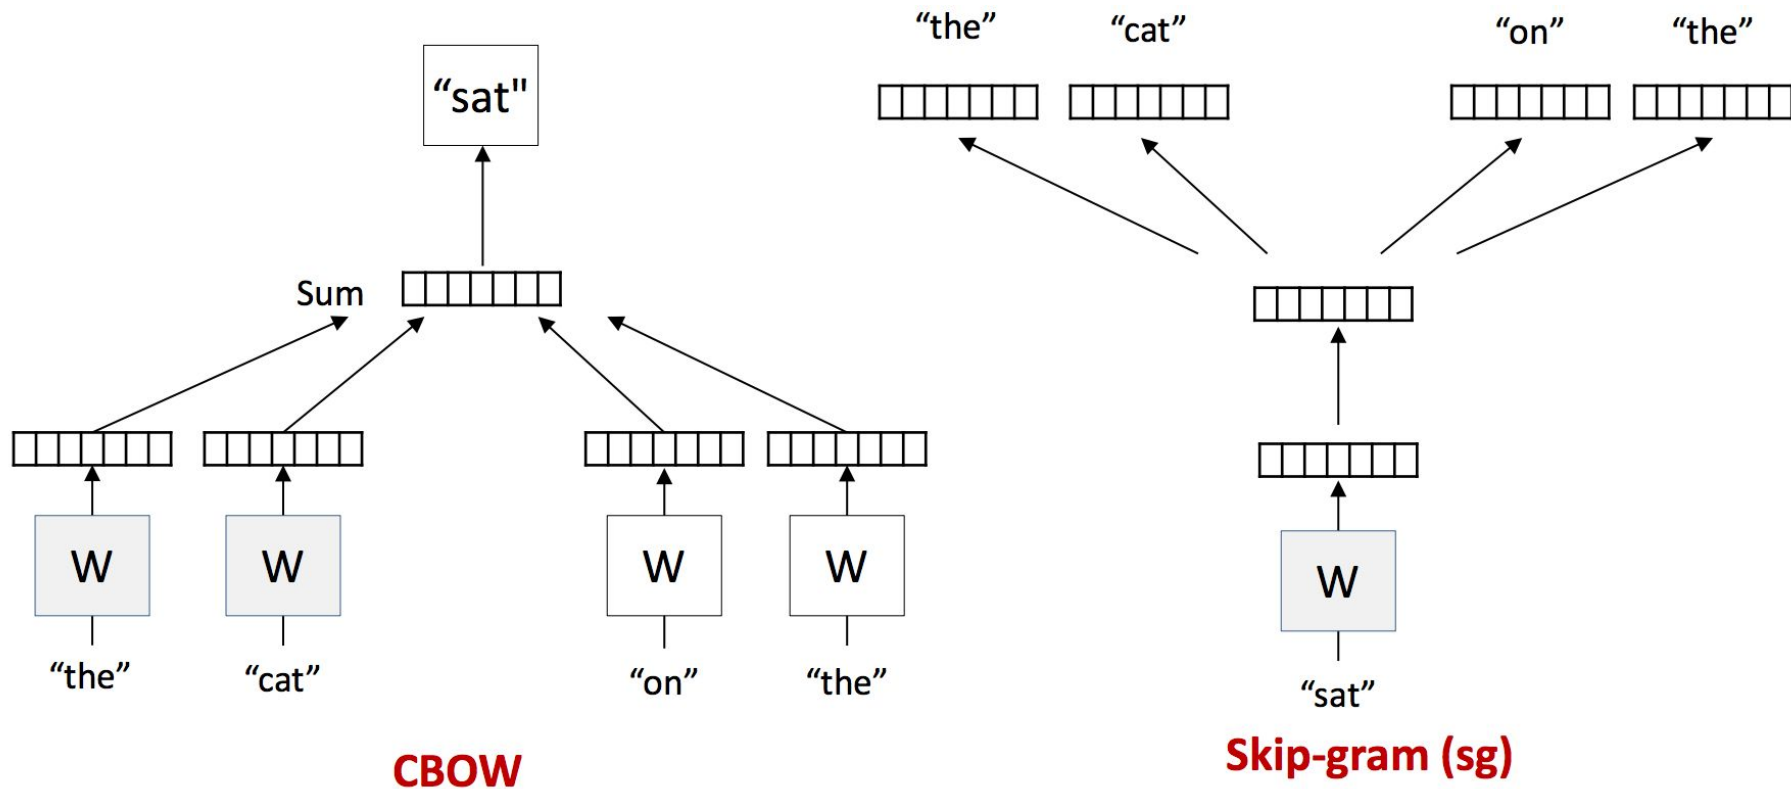 “sat"
Sum
W
W
W
W
“the”
“cat”
“on”
“the”
CBOW
“the”
“cat”
“on”
“the”
W
“sat”
Skip-gram (sg)